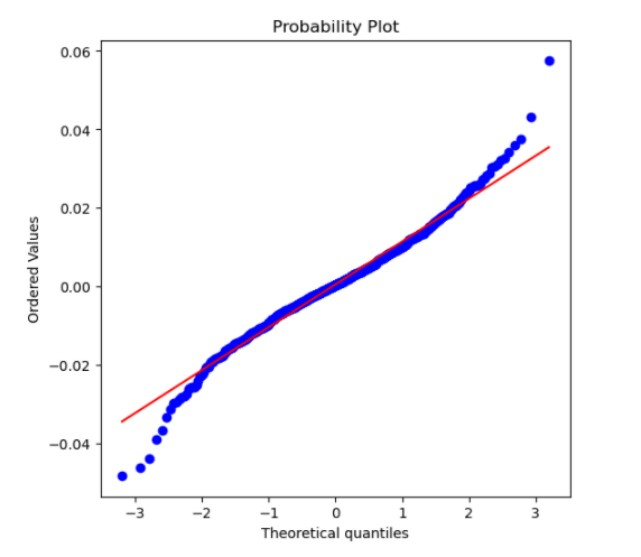 Probability Plot
0.06
0.04
0.02
0.00
−0.02
−0.04
Ordered Values
−3 −2 −1 0 1 2 3
Theoretical quantiles